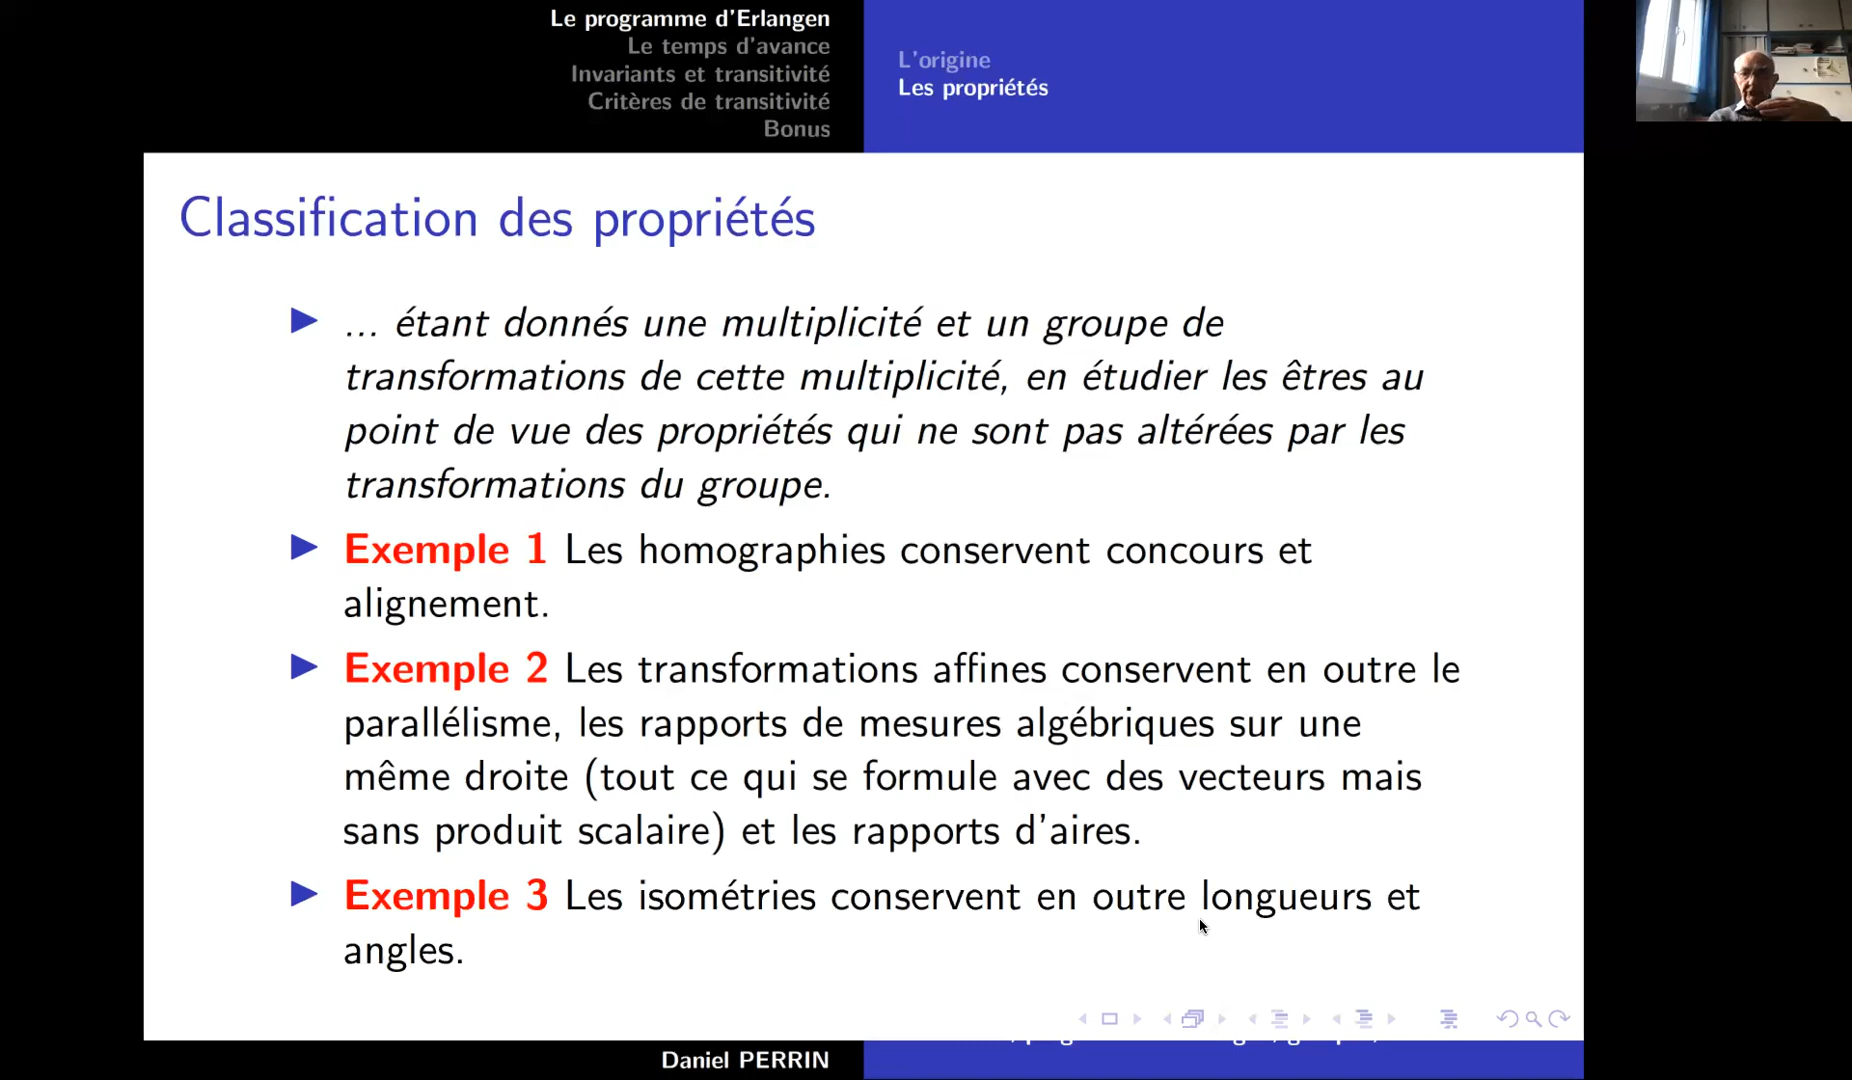 Le programme d'Erlangen
Le temps d'avance
Invariants et transitivité
Critères de transitivité
Bonus
L'origine
Les propriétés
Classification des propriétés
... étant donnés une multiplicité et un groupe de
transformations de cette multiplicité, en étudier les êtres au
point de vue des propriétés qui ne sont pas altérées par les
transformations du groupe.
Exemple 1 Les homographies conservent concours et
alignement.
Exemple 2 Les transformations affines conservent en outre le
parallélisme, les rapports de mesures algébriques sur une
même droite (tout ce qui se formule avec des vecteurs mais
sans produit scalaire) et les rapports d'aires.
Exemple 3 Les isométries conservent en outre longueurs et
angles.
Daniel PERRIN